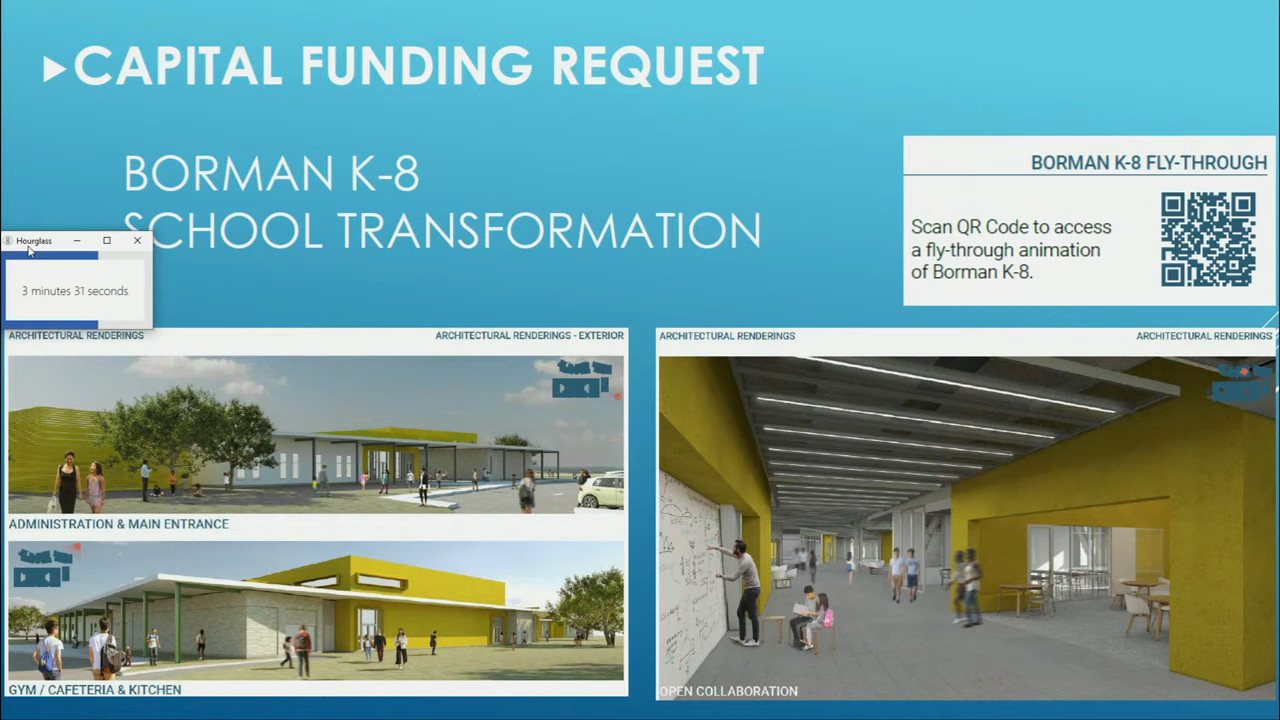 CAPITAL FUNDING REQUEST
BORMAN K-8
SCHOOL TRANSFORMATION
BORMAN K-8 FLY-THROUGH
Scan QR Code to access
a fly-through animation
of Borman K-8.
Hourglass
3 minutes 31 seconds
ARCHITECTURAL RENDERINGS
ARCHITECTURAL RENDERINGS - EXTERIOR
ADMINISTRATION & MAIN ENTRANCE
GYM / CAFETERIA & KITCHEN
ARCHITECTURAL RENDERINGS
ARCHITECTURAL RENDERINGS
OPEN COLLABORATION